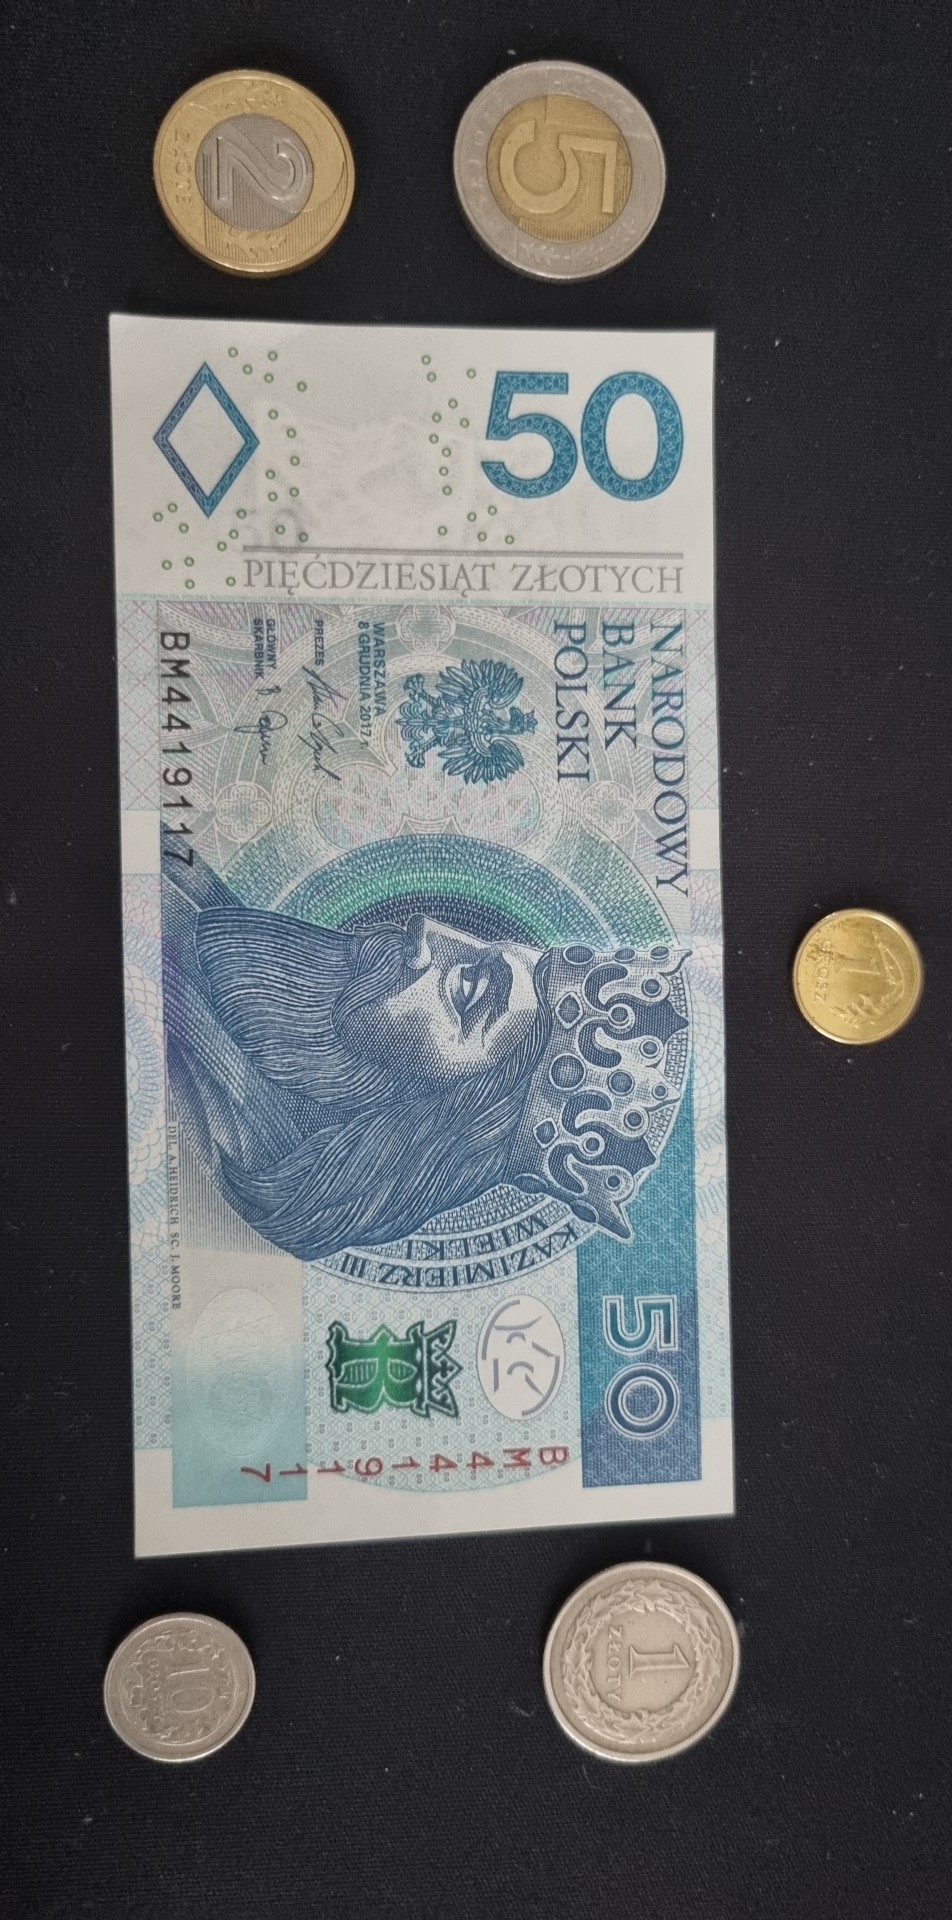 1
GROSZ
50
PIĘĆDZIESIĄT ZŁOTYCH
NARODOWY
BANK
POLSKI
WARSZAWA
8 GRUDNIA 2017 r.
PREZES
GŁÓWNY
SKARBNIK
BM4419117
50
KAZIMIERZ III
WIELKI
BM4419117
R
DEL. A. HEIDRICH SC. J. MOORE
5
2
ZŁOTE
1
ZŁOTY
10
GROSZY